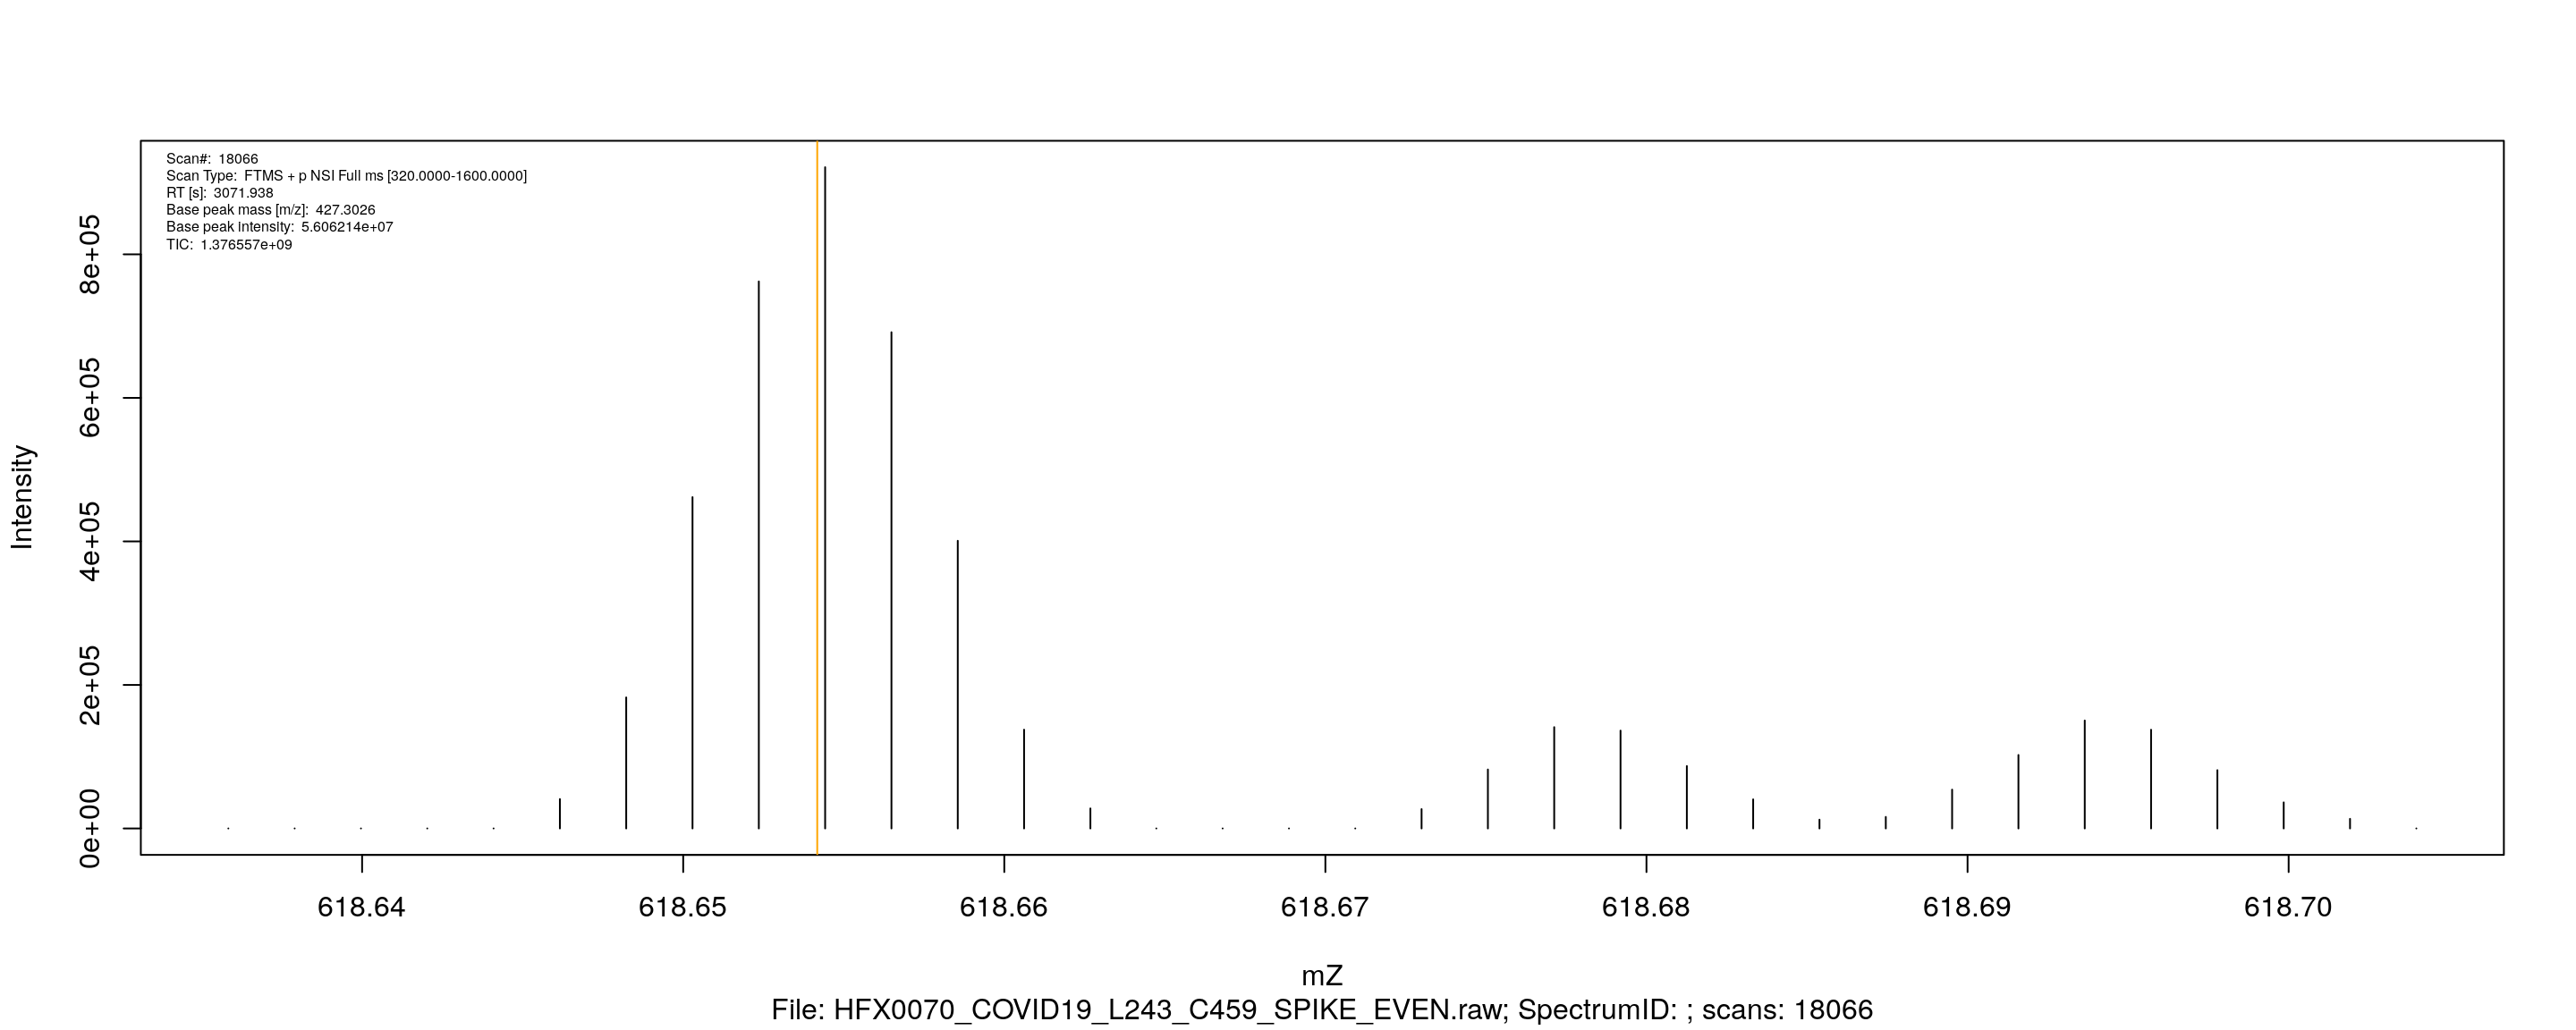 Scan#: 18066
Scan Type: FTMS + p NSI Full ms [320.0000-1600.0000]
RT [s]: 3071.938
Base peak mass [m/z]: 427.3026
Base peak intensity: 5.606214e+07
TIC: 1.376557e+09
8e+05
6e+05
4e+05
2e+05
0e+00
Intensity
618.64 618.65 618.66 618.67 618.68 618.69 618.70
mZ
File: HFX0070_COVID19_L243_C459_SPIKE_EVEN.raw; SpectrumID: ; scans: 18066